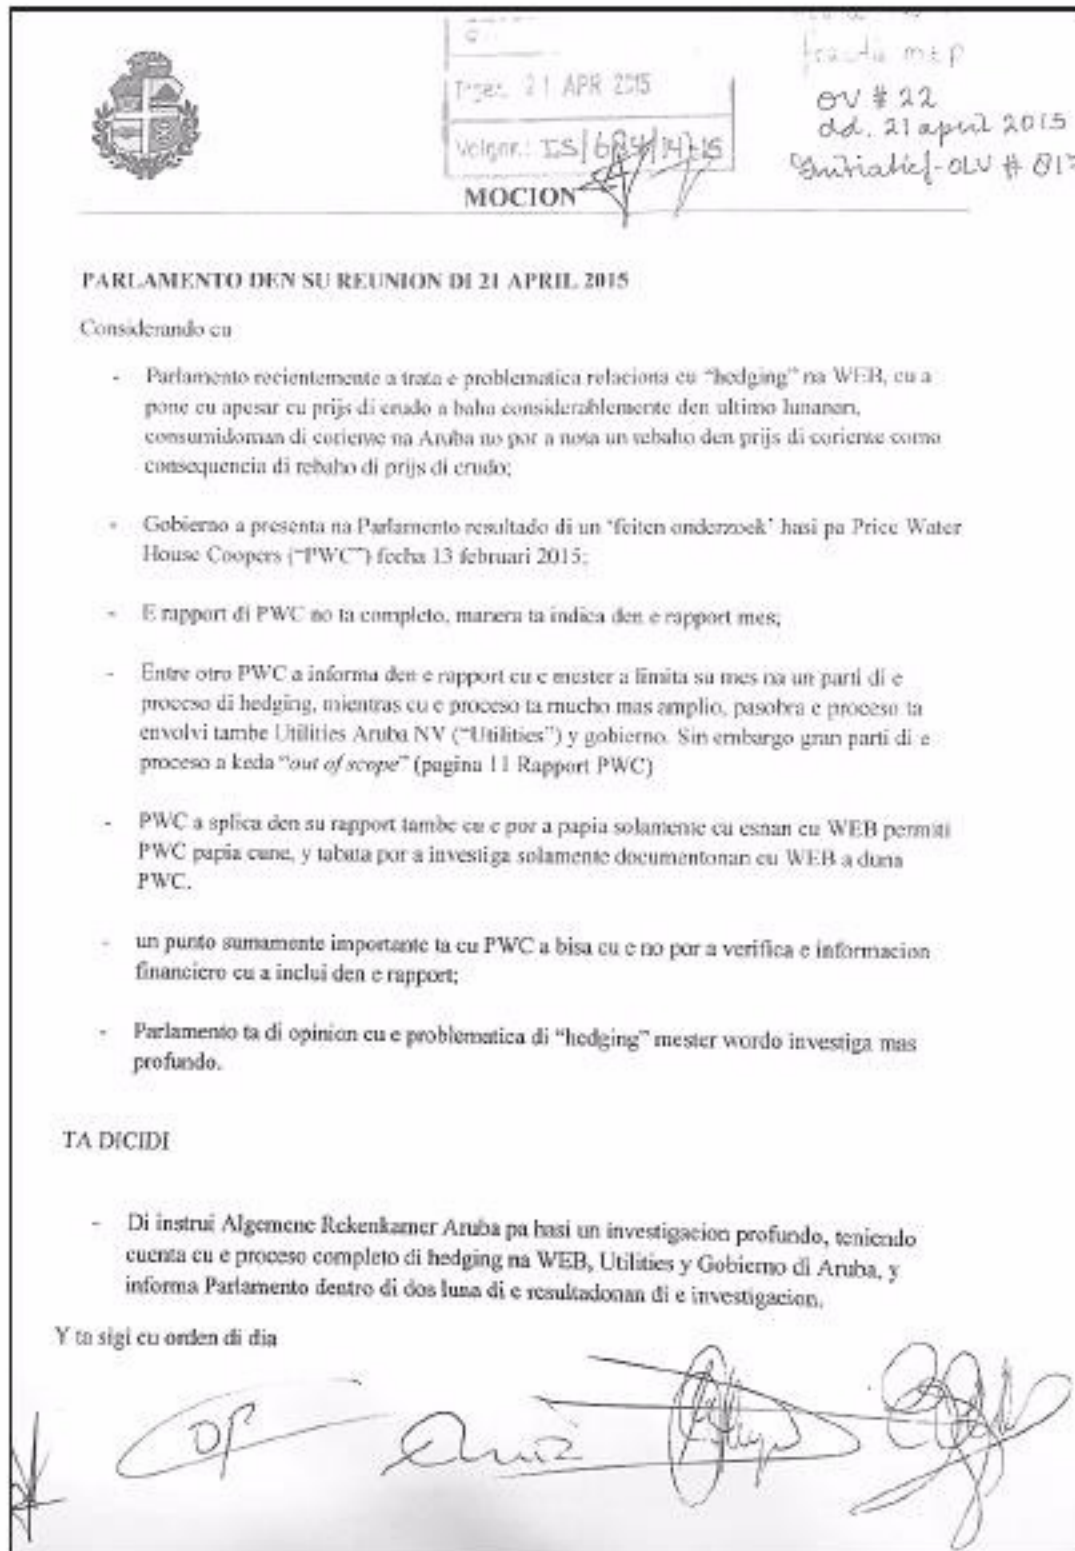 fractie MEP
OV # 22
dd. 21 april 2015
Initiatief-OLV #
Ingek. 21 APR 2015
Volgnr.: IS/684/14-15
MOCION
PARLAMENTO DEN SU REUNION DI 21 APRIL 2015
Considerando cu
- Parlamento recientemente a trata e problematica relaciona cu “hedging” na WEB, cu a
pone cu apesar cu prijs di crudo a baha considerablemente den ultimo lunanan,
consumidornan di coriente na Aruba no por a nota un rebaho den prijs di coriente como
consequencia di rebaho di prijs di crudo;
- Gobierno a presenta na Parlamento resultado di un ‘feiten onderzoek’ hasi pa Price Water
House Coopers (“PWC”) fecha 13 februari 2015;
- E rapport di PWC no ta completo, manera ta indica den e rapport mes;
- Entre otro PWC a informa den e rapport cu e mester a limita su mes na un parti di e
proceso di hedging, mientras cu e proceso ta mucho mas amplio, pasobra e proceso ta
envolvi tambe Utilities Aruba NV (“Utilities”) y gobierno. Sin embargo gran parti di e
proceso a keda “out of scope” (pagina 11 Rapport PWC)
- PWC a splica den su rapport tambe cu e por a papia solamente cu esnan cu WEB permiti
PWC papia cune, y tabata por a investiga solamente documentonan cu WEB a duna
PWC.
- un punto sumamente importante ta cu PWC a bisa cu e no por a verifica e informacion
financiero cu a inclui den e rapport;
- Parlamento ta di opinion cu e problematica di “hedging” mester wordo investiga mas
profundo.
TA DICIDI
- Di instrui Algemene Rekenkamer Aruba pa hasi un investigacion profundo, teniendo
cuenta cu e proceso completo di hedging na WEB, Utilities y Gobierno di Aruba, y
informa Parlamento dentro di dos luna di e resultadonan di e investigacion.
Y ta sigi cu orden di dia